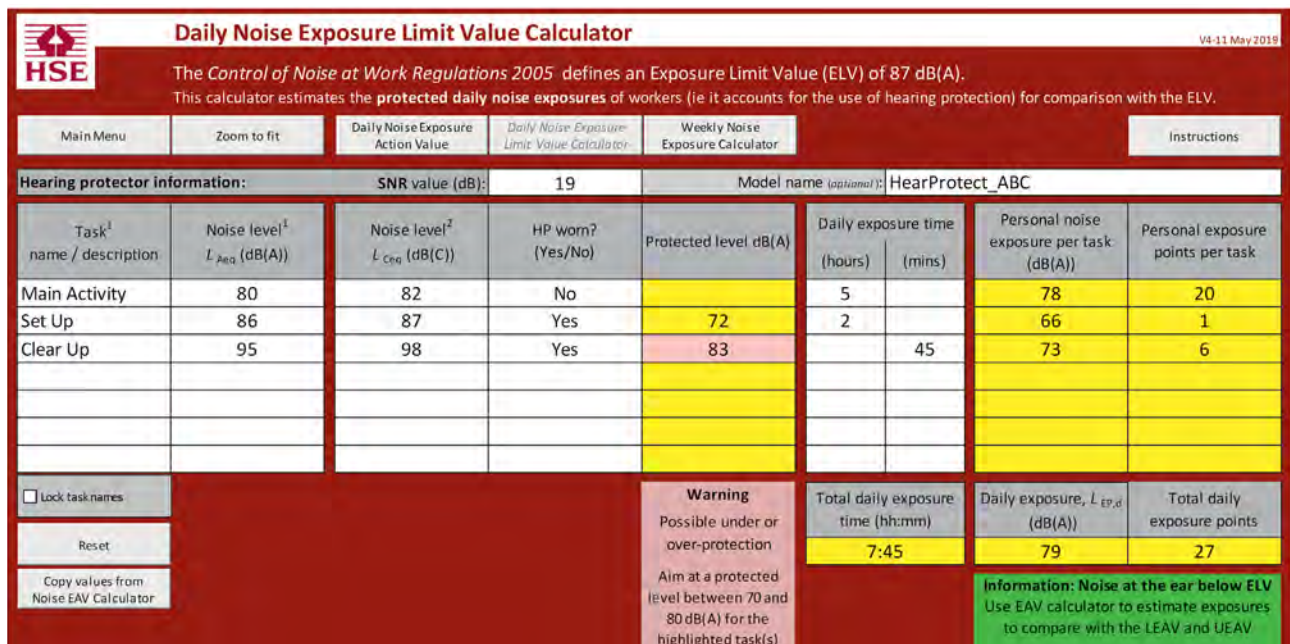 Daily Noise Exposure Limit Value Calculator
V4-11 May 2019
HSE
The Control of Noise at Work Regulations 2005 defines an Exposure Limit Value (ELV) of 87 dB(A).
This calculator estimates the protected daily noise exposures of workers (ie it accounts for the use of hearing protection) for comparison with the ELV.
Main Menu
Zoom to fit
Daily Noise Exposure
Action Value
Daily Noise Exposure
Limit Value Calculator
Weekly Noise
Exposure Calculator
Instructions
Hearing protector information: SNR value (dB): 19 Model name (optional): HearProtect_ABC
Task¹
name / description
Noise level¹
L Aeq (dB(A))
Noise level²
L Ceq (dB(C))
HP worn?
(Yes/No)
Protected level dB(A)
Daily exposure time
(hours) (mins)
Personal noise
exposure per task
(dB(A))
Personal exposure
points per task
Main Activity 80 82 No 5 78 20
Set Up 86 87 Yes 72 2 66 1
Clear Up 95 98 Yes 83 45 73 6
Lock task names
Reset
Copy values from
Noise EAV Calculator
Warning
Possible under or
over-protection
Aim at a protected
level between 70 and
80 dB(A) for the
highlighted task(s)
Total daily exposure
time (hh:mm)
7:45
Daily exposure, L EP,d
(dB(A))
79
Total daily
exposure points
27
Information: Noise at the ear below ELV
Use EAV calculator to estimate exposures
to compare with the LEAV and UEAV